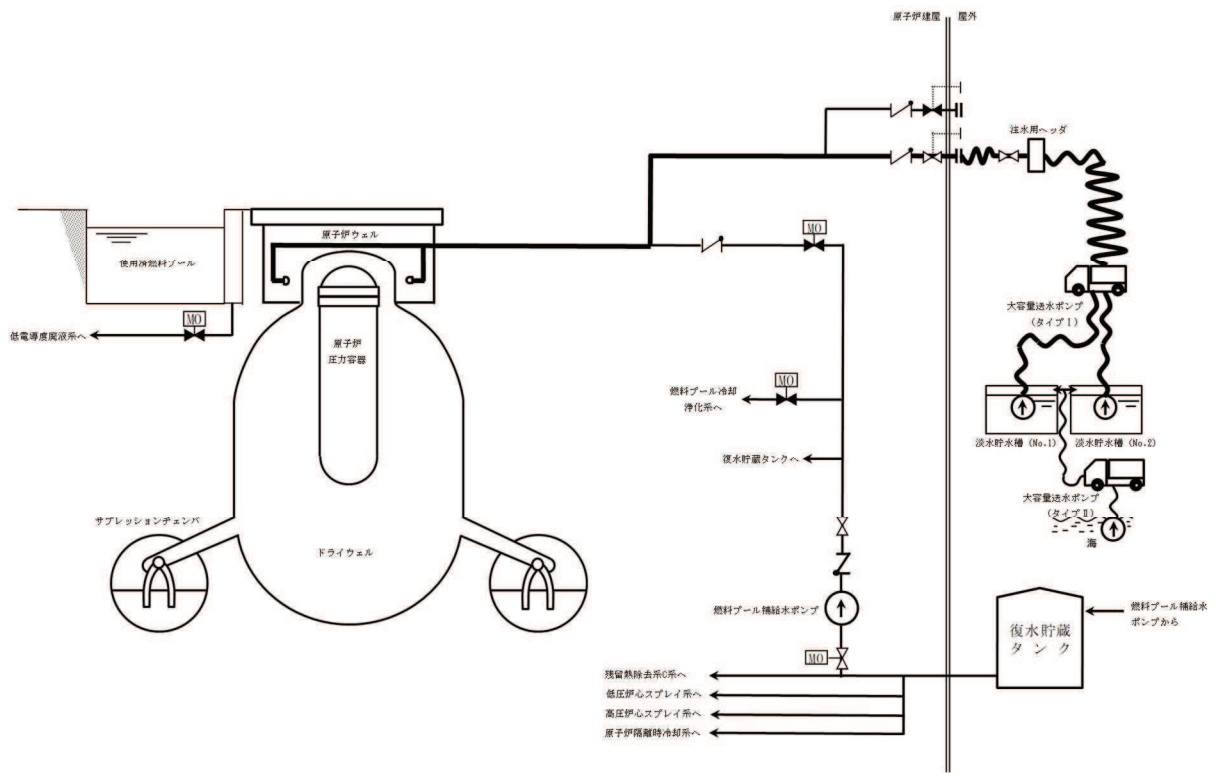 原子炉建屋
屋外
注水用ヘッダ
MO
原子炉ウェル
使用済燃料プール
MO
低電導度廃液系へ
原子炉
圧力容器
大容量送水ポンプ
(タイプⅠ)
MO
燃料プール冷却
浄化系へ
淡水貯水槽 (No.1)
淡水貯水槽 (No.2)
復水貯蔵タンクへ
大容量送水ポンプ
(タイプⅡ)
海
サプレッションチェンバ
ドライウェル
燃料プール補給水ポンプ
燃料プール補給水
ポンプから
復水貯蔵
タンク
MO
残留熱除去系C系へ
低圧炉心スプレイ系へ
高圧炉心スプレイ系へ
原子炉隔離時冷却系へ